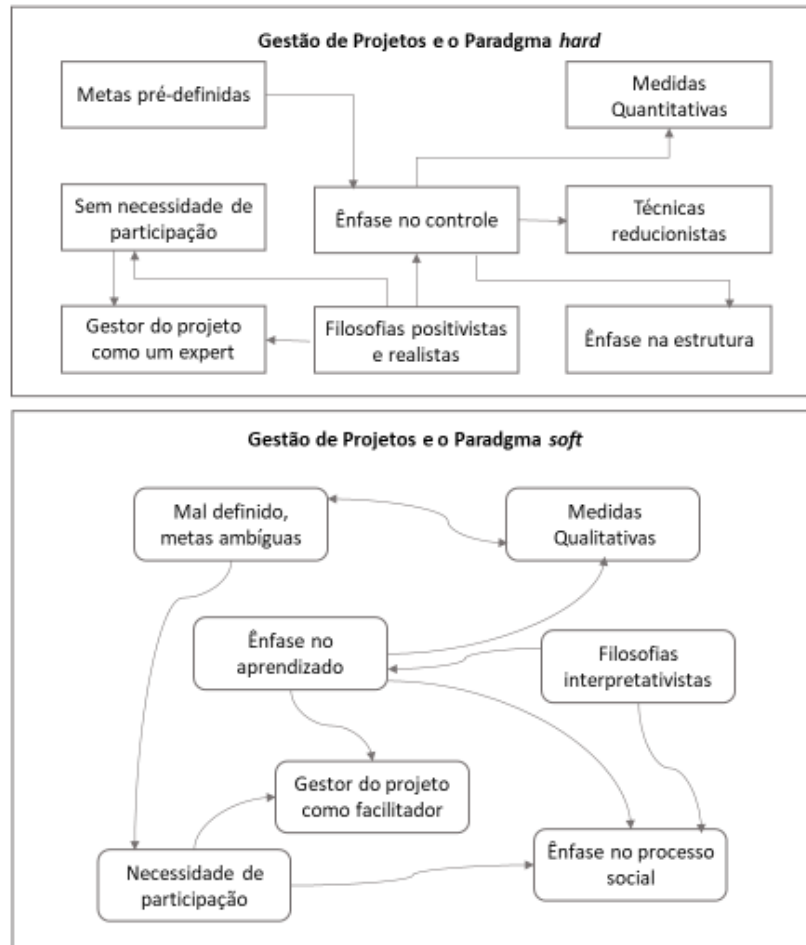 Gestão de Projetos e o Paradgma hard
Metas pré-definidas
Medidas
Quantitativas
Sem necessidade de
participação
Ênfase no controle
Técnicas
reducionistas
Gestor do projeto
como um expert
Filosofias positivistas
e realistas
Ênfase na estrutura
Gestão de Projetos e o Paradgma soft
Mal definido,
metas ambíguas
Medidas
Qualitativas
Ênfase no
aprendizado
Filosofias
interpretativistas
Gestor do projeto
como facilitador
Necessidade de
participação
Ênfase no processo
social